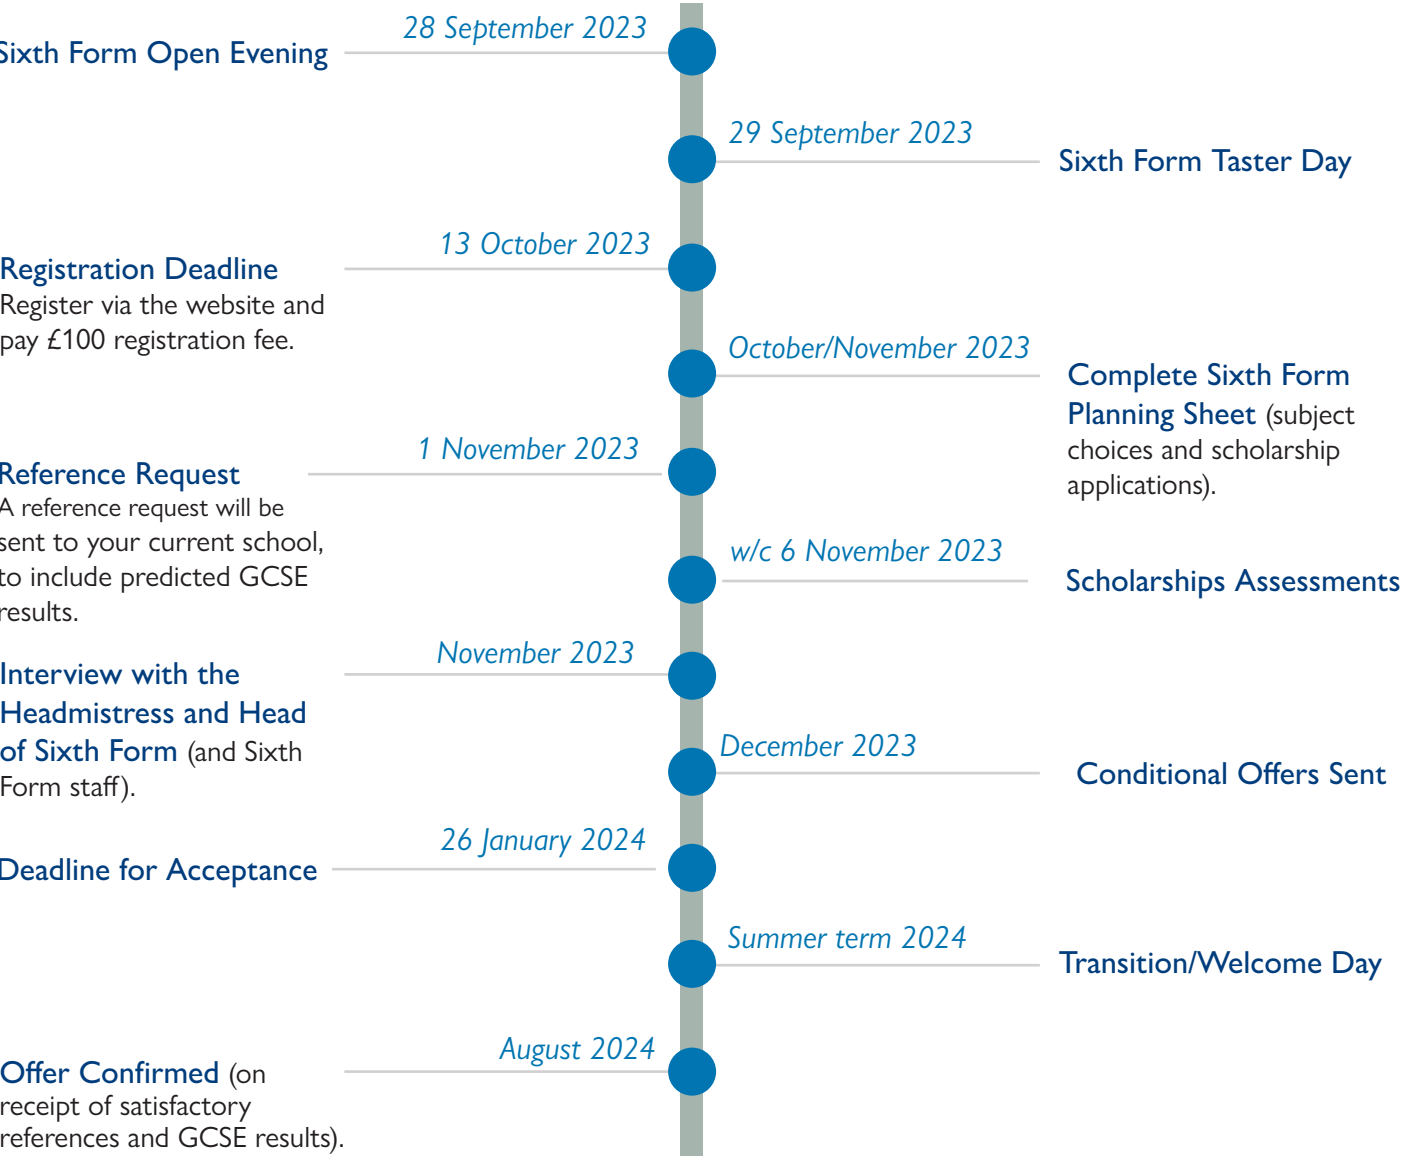 28 September 2023
Sixth Form Open Evening
29 September 2023
Sixth Form Taster Day
13 October 2023
Registration Deadline
Register via the website and
pay £100 registration fee.
October/November 2023
Complete Sixth Form
Planning Sheet (subject
choices and scholarship
applications).
1 November 2023
Reference Request
A reference request will be
sent to your current school,
to include predicted GCSE
results.
w/c 6 November 2023
Scholarships Assessments
November 2023
Interview with the
Headmistress and Head
of Sixth Form (and Sixth
Form staff).
December 2023
Conditional Offers Sent
26 January 2024
Deadline for Acceptance
Summer term 2024
Transition/Welcome Day
August 2024
Offer Confirmed (on
receipt of satisfactory
references and GCSE results).